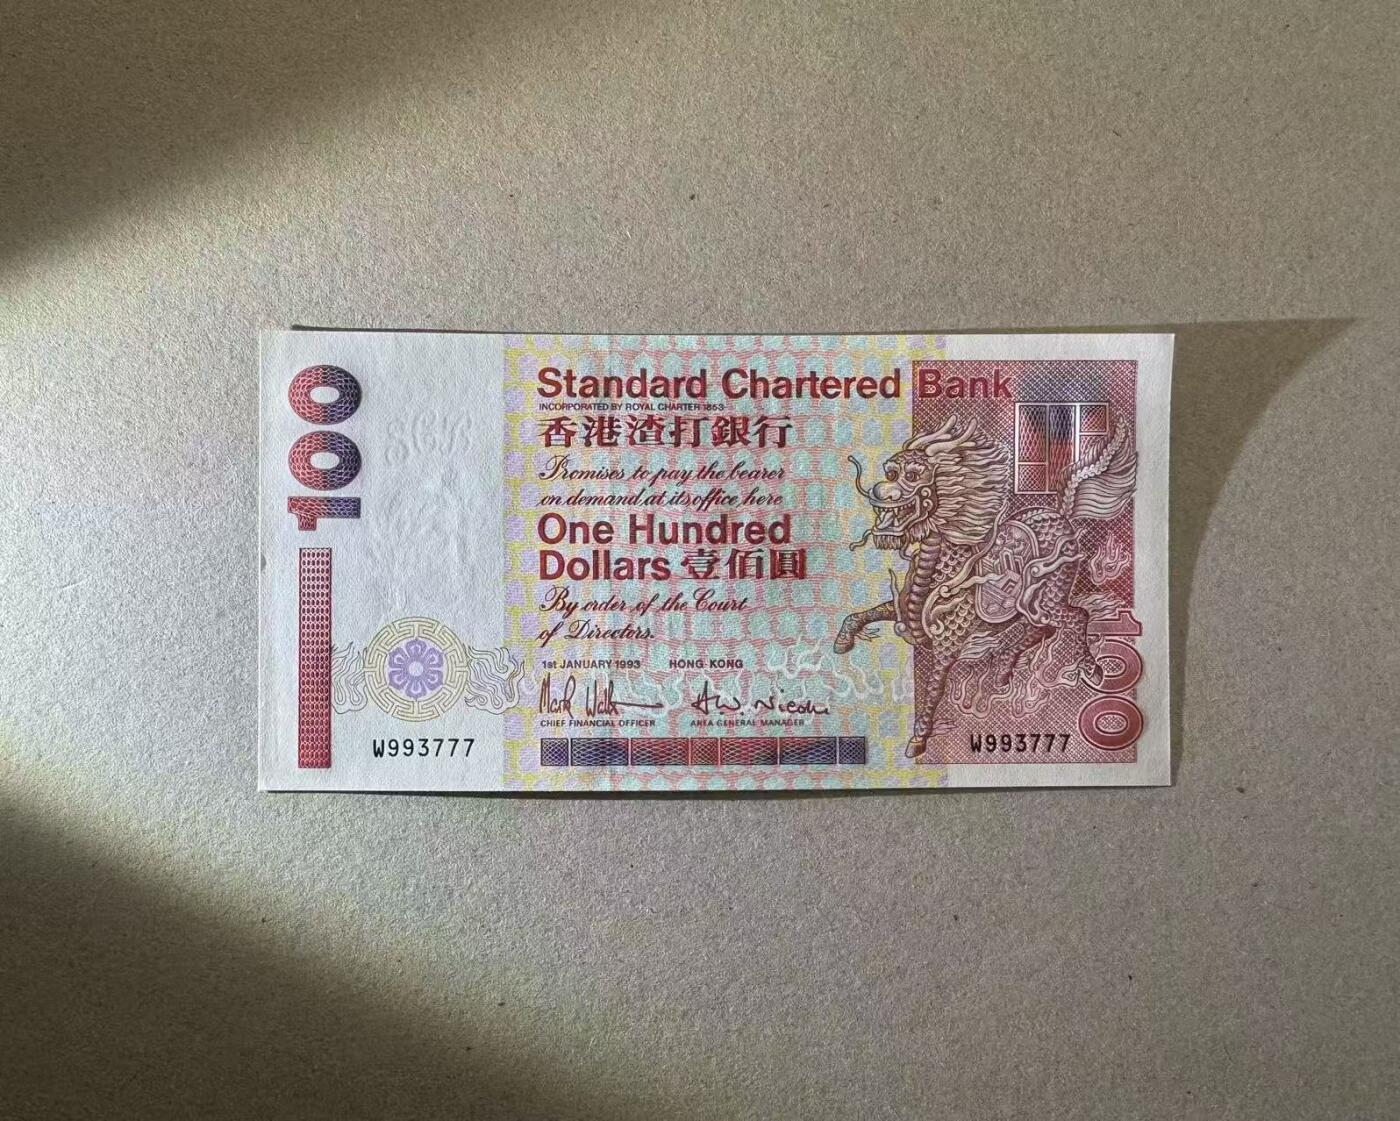 100
Standard Chartered Bank
INCORPORATED BY ROYAL CHARTER 1853
香港渣打銀行
Promises to pay the bearer
on demand at its office here
One Hundred
Dollars 壹佰圓
By order of the Court
of Directors.
1st JANUARY 1993 HONG KONG
CHIEF FINANCIAL OFFICER AREA GENERAL MANAGER
W993777
W993777
100